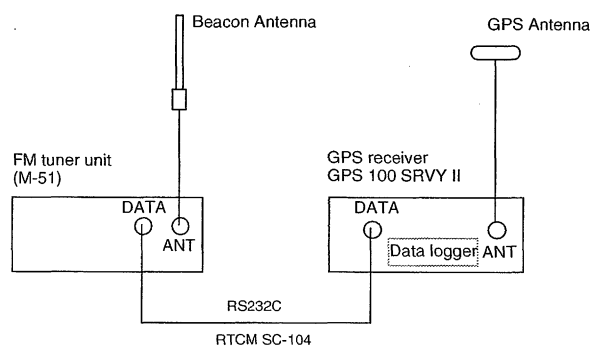 Beacon Antenna
GPS Antenna
FM tuner unit
(M-51)
GPS receiver
GPS 100 SRVY II
DATA
ANT
DATA
Data logger
ANT
RS232C
RTCM SC-104